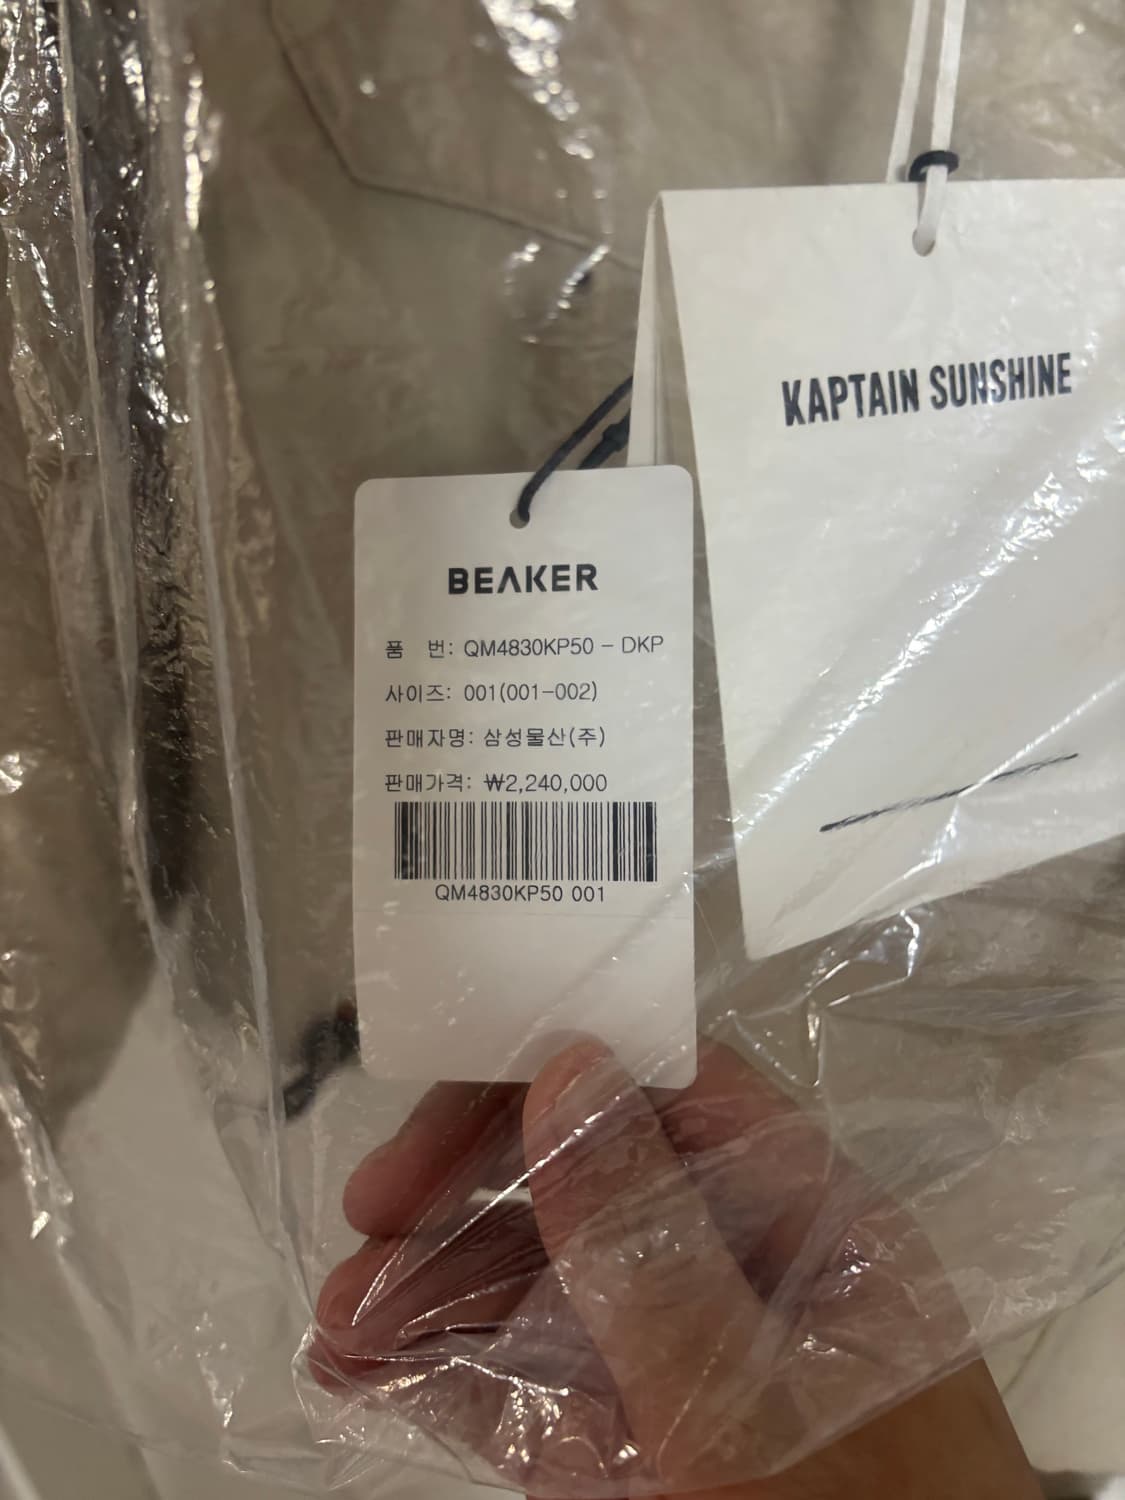 KAPTAIN SUNSHINE
BEAKER
품 번: QM4830KP50 - DKP
사이즈: 001(001-002)
판매자명: 삼성물산(주)
판매가격: ₩2,240,000
QM4830KP50 001